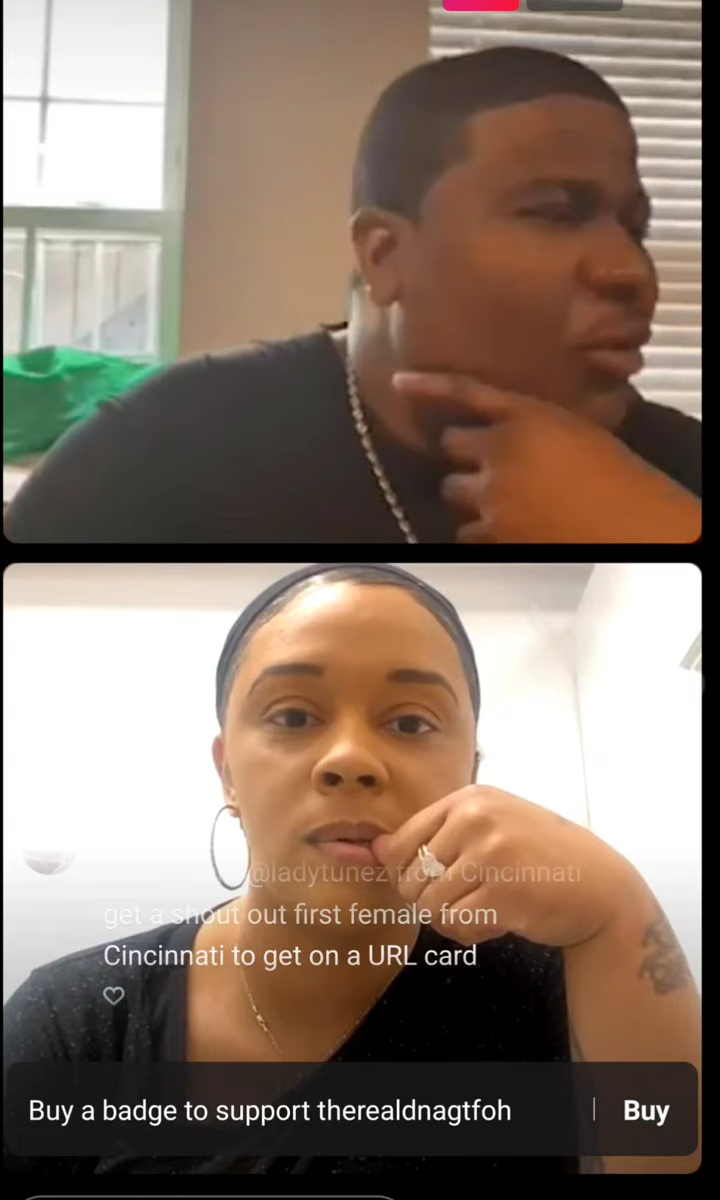 @ladytunez from Cincinnati
get a shout out first female from
Cincinnati to get on a URL card
Buy a badge to support therealdnagtfoh
Buy